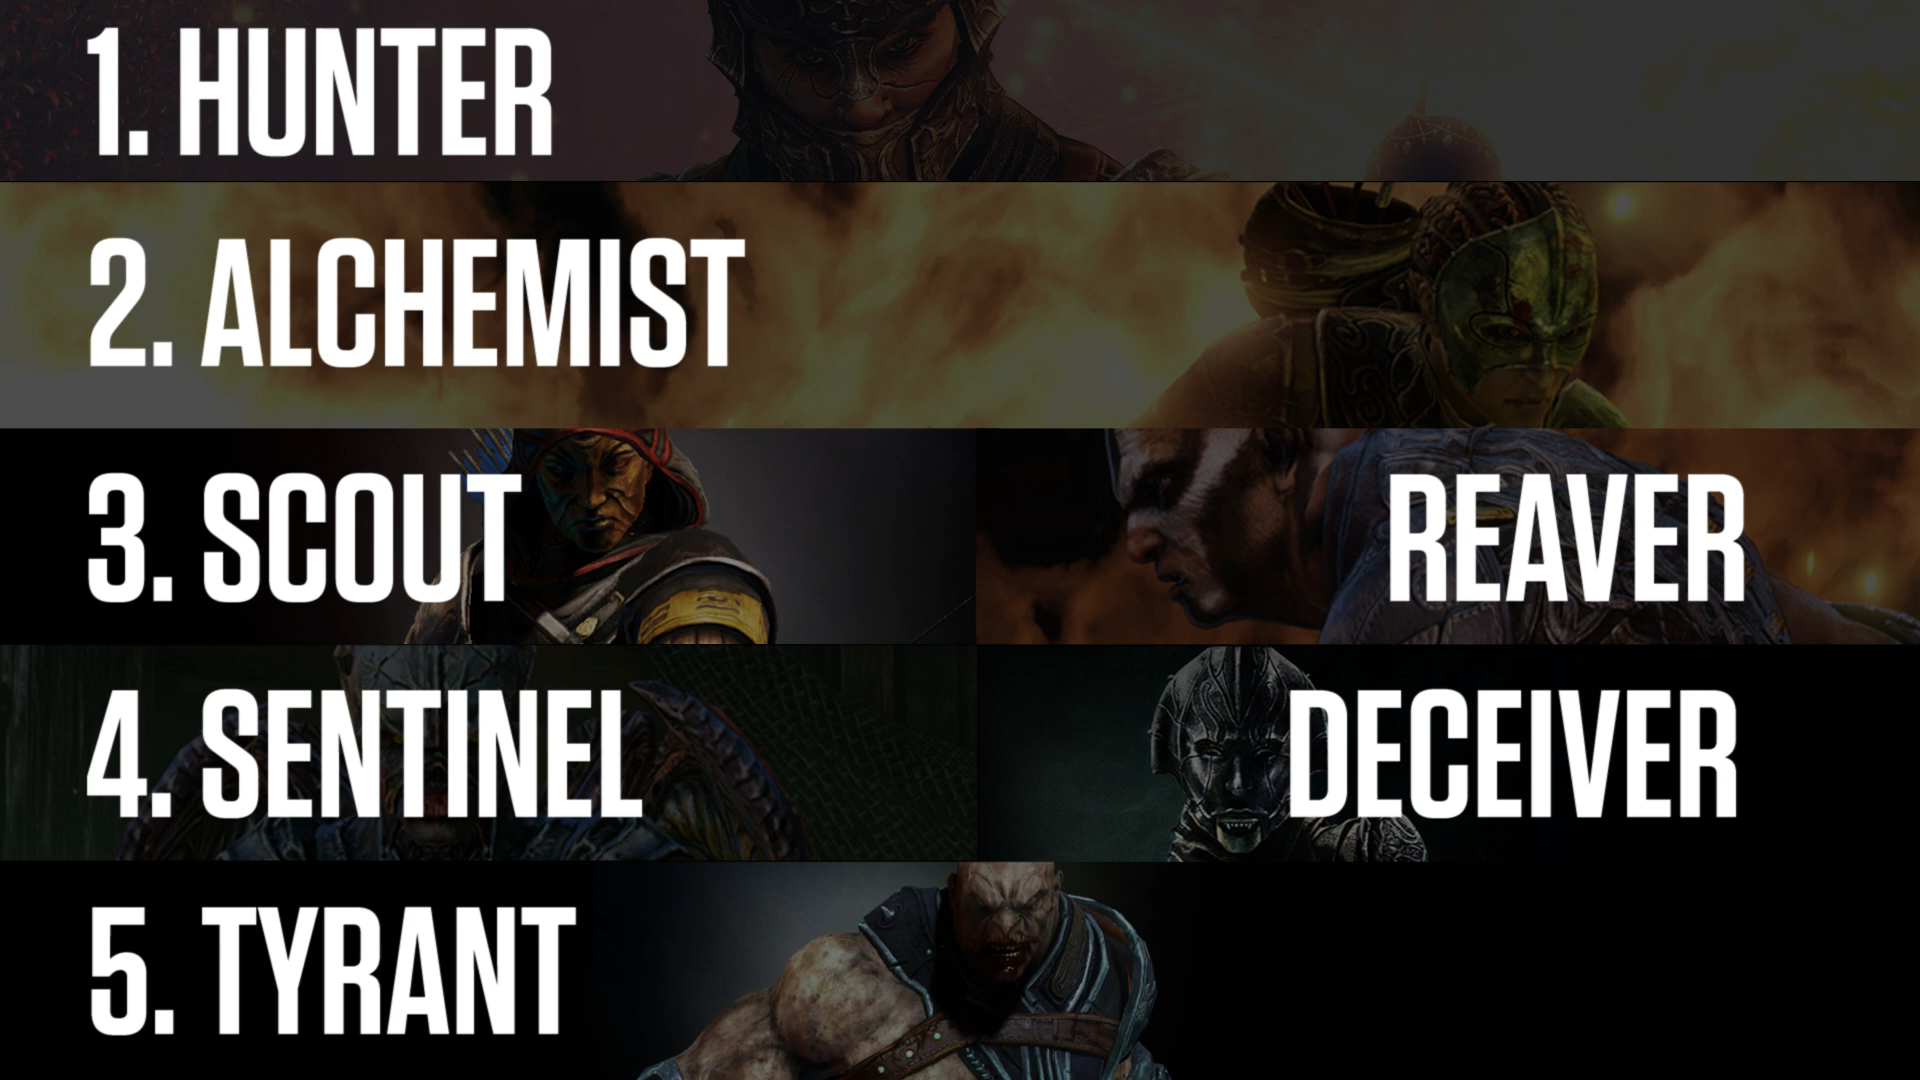 1. HUNTER
2. ALCHEMIST
3. SCOUT REAVER
4. SENTINEL DECEIVER
5. TYRANT